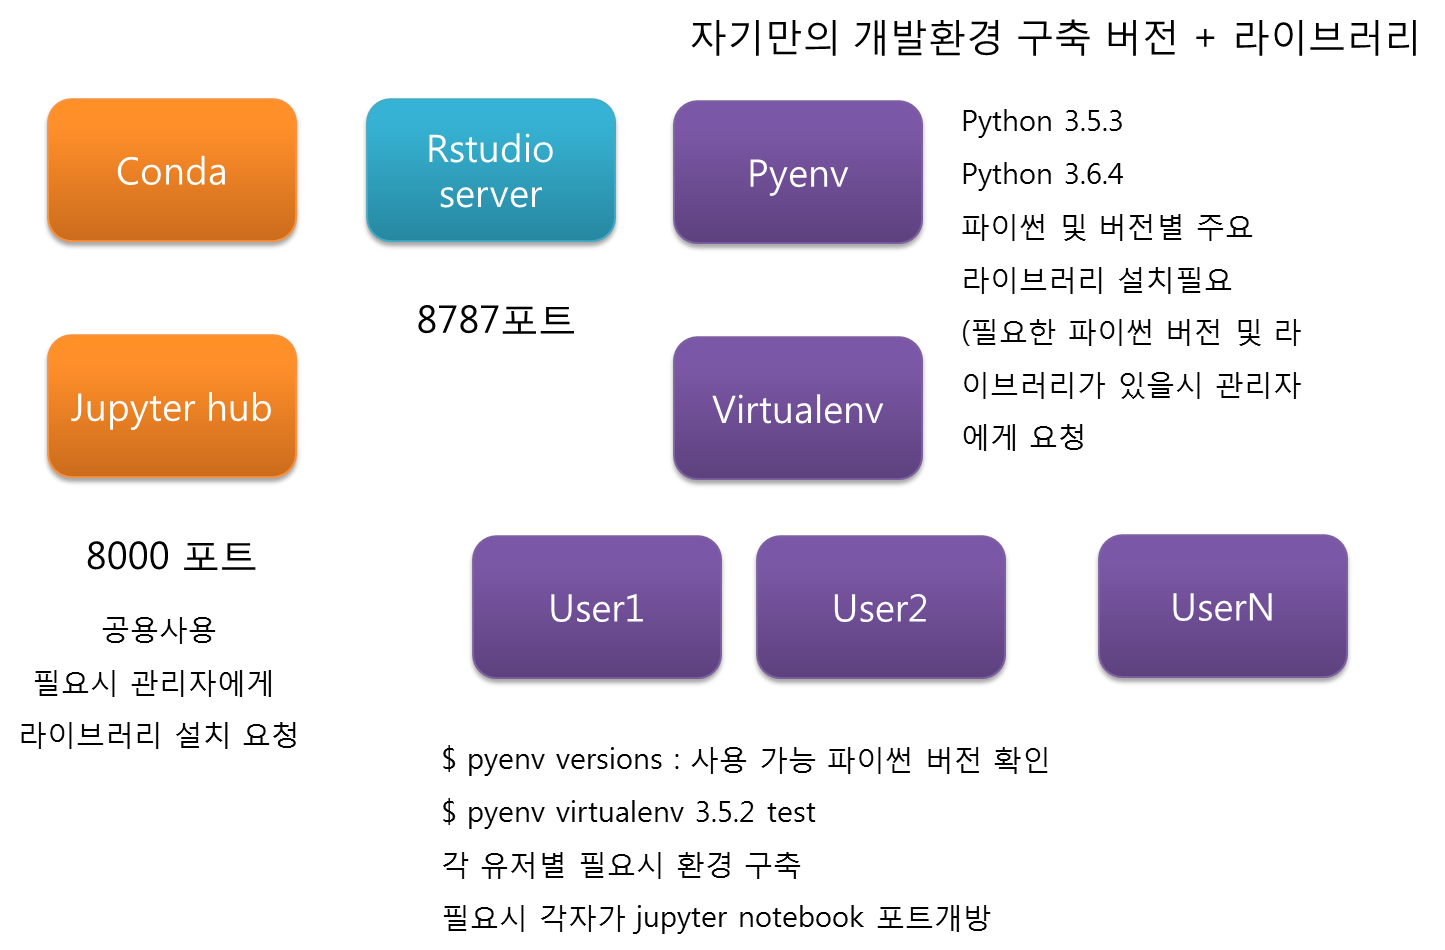 자기만의 개발환경 구축 버전 + 라이브러리
Conda
Rstudio
server
Pyenv
Python 3.5.3
Python 3.6.4
파이썬 및 버전별 주요
라이브러리 설치필요
(필요한 파이썬 버전 및 라
이브러리가 있을시 관리자
에게 요청
8787포트
Jupyter hub
Virtualenv
8000 포트
공용사용
필요시 관리자에게
라이브러리 설치 요청
User1
User2
UserN
$ pyenv versions : 사용 가능 파이썬 버전 확인
$ pyenv virtualenv 3.5.2 test
각 유저별 필요시 환경 구축
필요시 각자가 jupyter notebook 포트개방